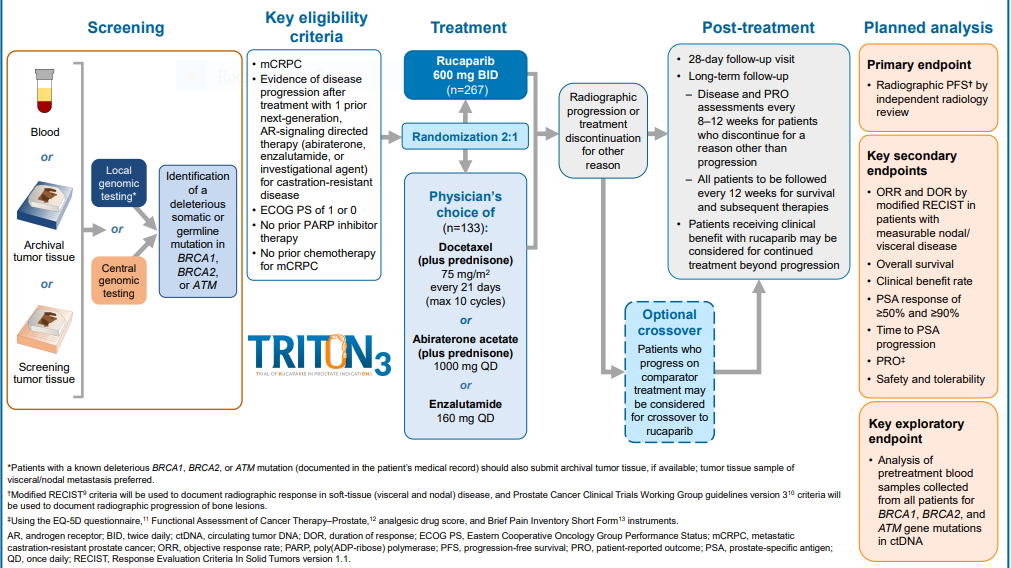 Screening
Blood
or
Archival
tumor tissue
or
Screening
tumor tissue
Local
genomic
testing*
or
Central
genomic
testing
Identification
of a
deleterious
somatic or
germline
mutation in
BRCA1,
BRCA2,
or ATM
Key eligibility
criteria
• mCRPC
• Evidence of disease
progression after
treatment with 1 prior
next-generation,
AR-signaling directed
therapy (abiraterone,
enzalutamide, or
investigational agent)
for castration-resistant
disease
• ECOG PS of 1 or 0
• No prior PARP inhibitor
therapy
• No prior chemotherapy
for mCRPC
TRITON3
TRIAL OF RUCAPARIB IN PROSTATE INDICATIONS
Treatment
Rucaparib
600 mg BID
(n=267)
Randomization 2:1
Physician's
choice of
(n=133):
Docetaxel
(plus prednisone)
75 mg/m²
every 21 days
(max 10 cycles)
or
Abiraterone acetate
(plus prednisone)
1000 mg QD
or
Enzalutamide
160 mg QD
Radiographic
progression or
treatment
discontinuation
for other
reason
Optional
crossover
Patients who
progress on
comparator
treatment may
be considered
for crossover to
rucaparib
Post-treatment
• 28-day follow-up visit
• Long-term follow-up
– Disease and PRO
assessments every
8–12 weeks for patients
who discontinue for a
reason other than
progression
– All patients to be followed
every 12 weeks for survival
and subsequent therapies
• Patients receiving clinical
benefit with rucaparib may be
considered for continued
treatment beyond progression
Planned analysis
Primary endpoint
• Radiographic PFS† by
independent radiology
review
Key secondary
endpoints
• ORR and DOR by
modified RECIST in
patients with
measurable nodal/
visceral disease
• Overall survival
• Clinical benefit rate
• PSA response of
≥50% and ≥90%
• Time to PSA
progression
• PRO‡
• Safety and tolerability
Key exploratory
endpoint
• Analysis of
pretreatment blood
samples collected
from all patients for
BRCA1, BRCA2, and
ATM gene mutations
in ctDNA
*Patients with a known deleterious BRCA1, BRCA2, or ATM mutation (documented in the patient's medical record) should also submit archival tumor tissue, if available; tumor tissue sample of
visceral/nodal metastasis preferred.
†Modified RECIST⁹ criteria will be used to document radiographic response in soft-tissue (visceral and nodal) disease, and Prostate Cancer Clinical Trials Working Group guidelines version 3¹⁰ criteria will
be used to document radiographic progression of bone lesions.
‡Using the EQ-5D questionnaire,¹¹ Functional Assessment of Cancer Therapy–Prostate,¹² analgesic drug score, and Brief Pain Inventory Short Form¹³ instruments.
AR, androgen receptor; BID, twice daily; ctDNA, circulating tumor DNA; DOR, duration of response; ECOG PS, Eastern Cooperative Oncology Group Performance Status; mCRPC, metastatic
castration-resistant prostate cancer; ORR, objective response rate; PARP, poly(ADP-ribose) polymerase; PFS, progression-free survival; PRO, patient-reported outcome; PSA, prostate-specific antigen;
QD, once daily; RECIST, Response Evaluation Criteria In Solid Tumors version 1.1.